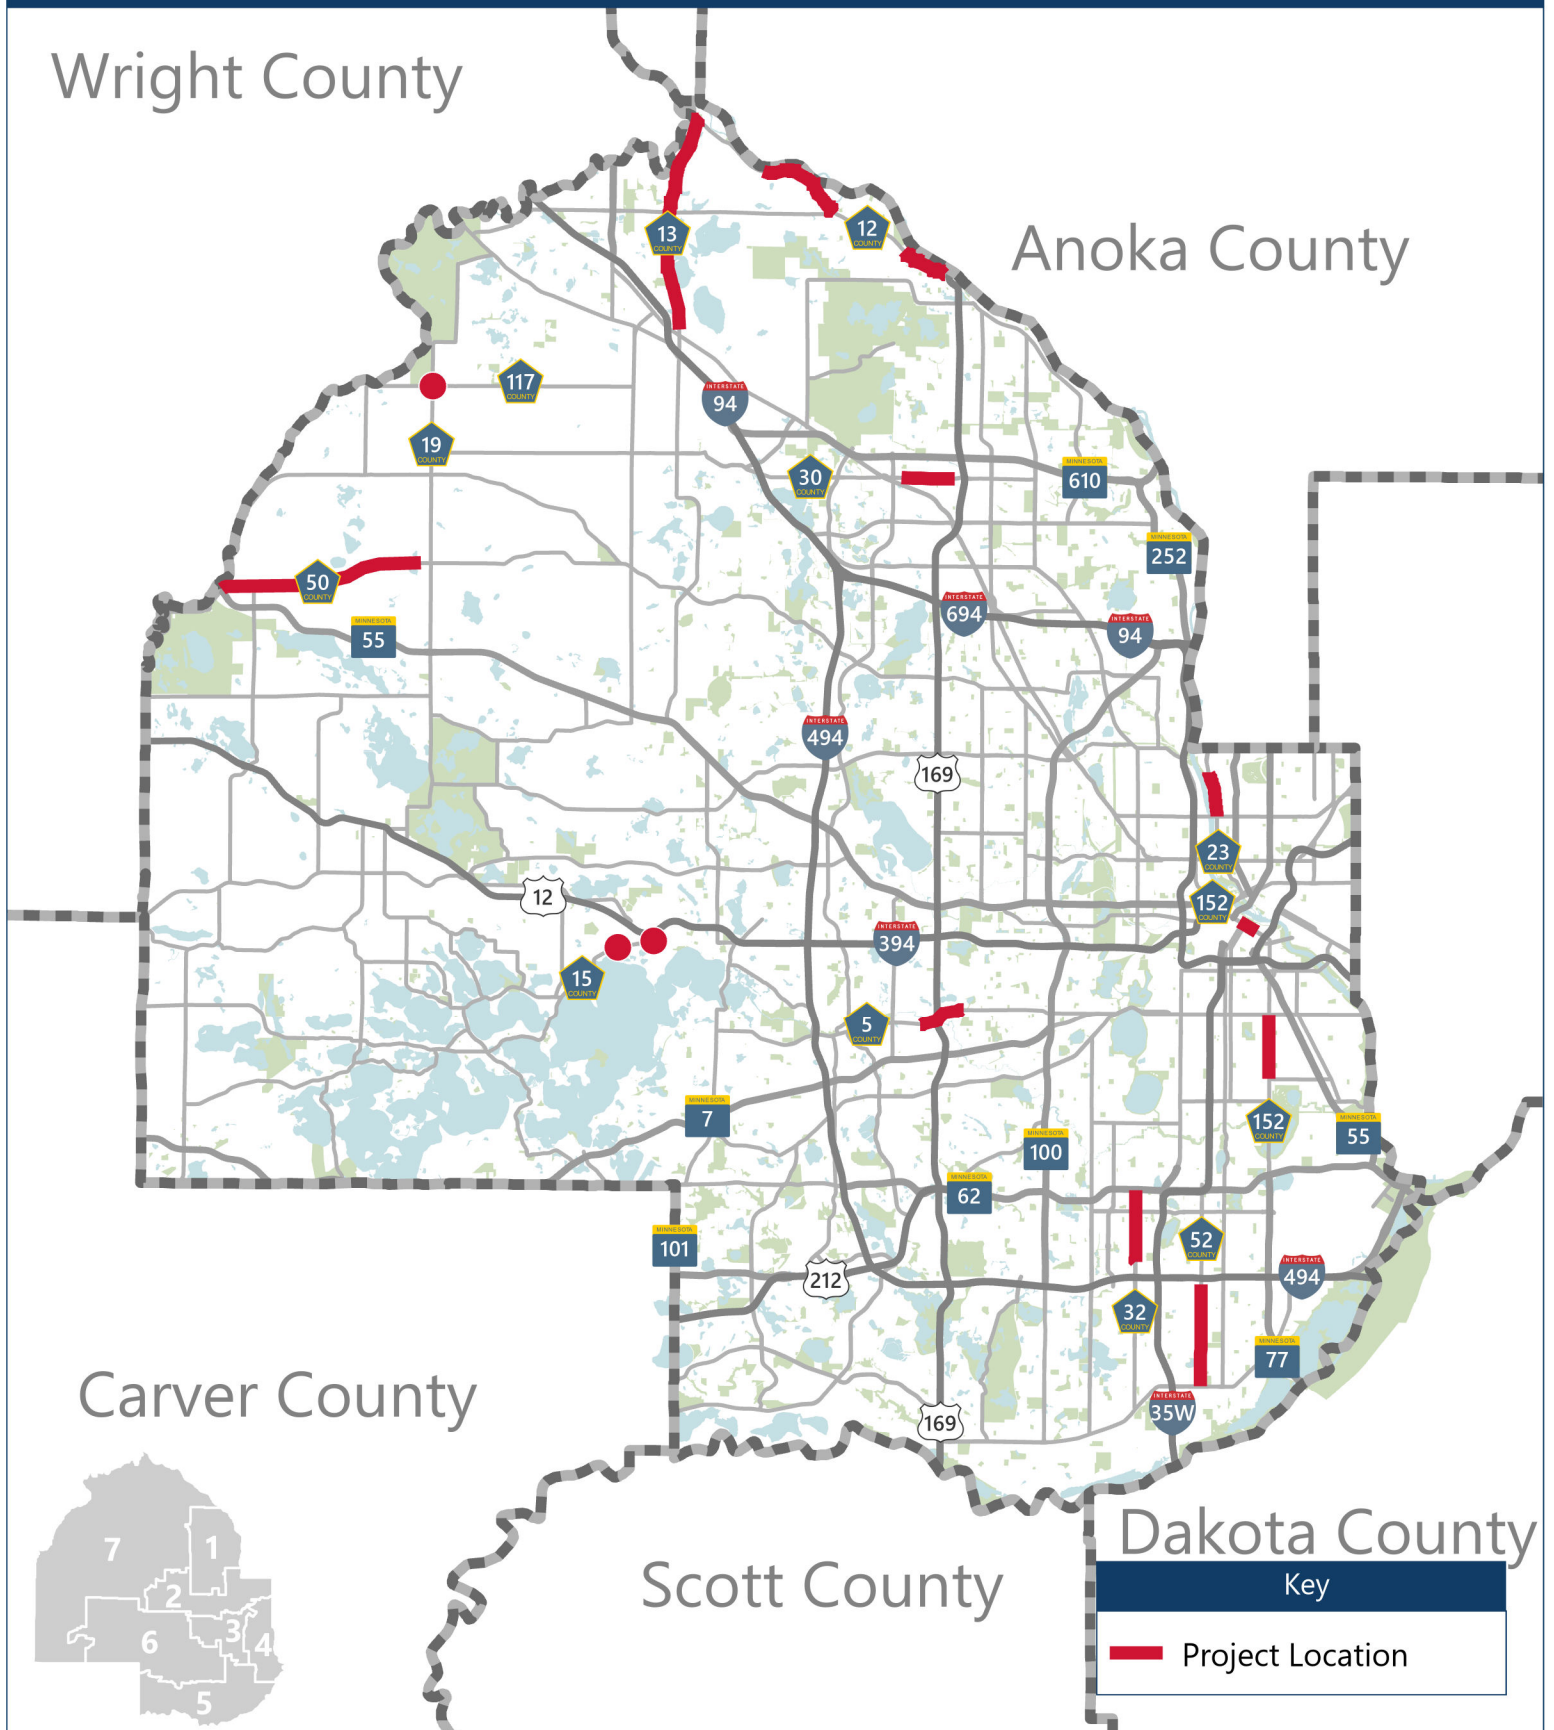 Wright County
Anoka County
13
COUNTY
12
COUNTY
117
COUNTY
INTERSTATE
94
19
COUNTY
30
COUNTY
MINNESOTA
610
MINNESOTA
252
50
COUNTY
MINNESOTA
55
INTERSTATE
694
INTERSTATE
94
INTERSTATE
494
169
23
COUNTY
12
152
COUNTY
INTERSTATE
394
15
COUNTY
5
COUNTY
MINNESOTA
7
152
COUNTY
MINNESOTA
55
MINNESOTA
100
MINNESOTA
62
MINNESOTA
101
52
COUNTY
212
INTERSTATE
494
32
COUNTY
MINNESOTA
77
Carver County
INTERSTATE
35W
169
Dakota County
Scott County
7
1
2
3
4
6
5
Key
Project Location